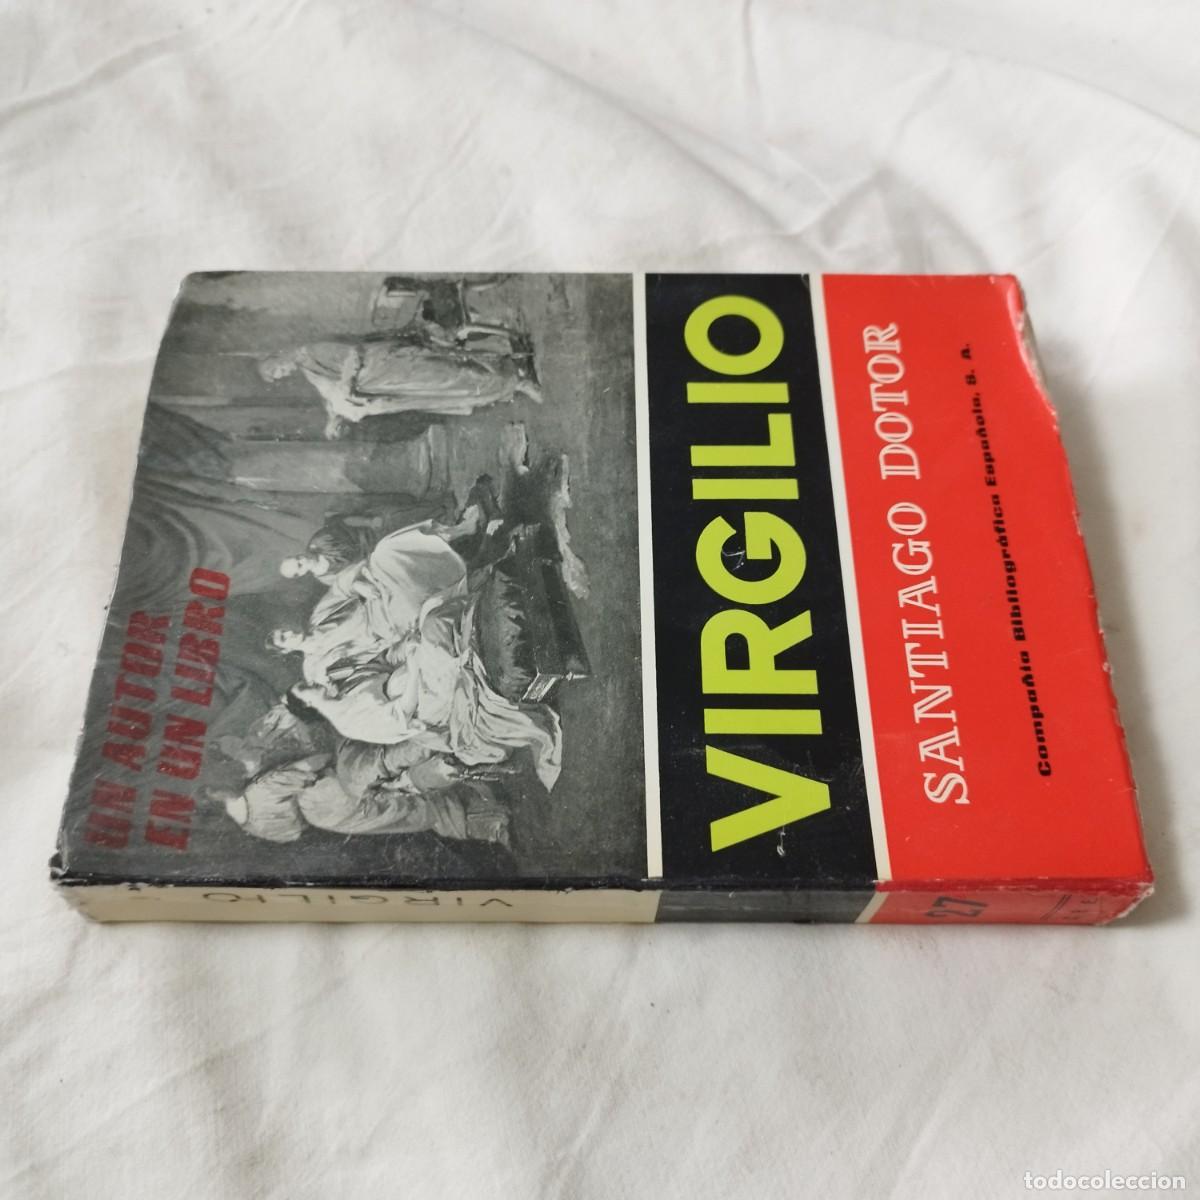 UN AUTOR
EN UN LIBRO
VIRGILIO
SANTIAGO DOTOR
Compañía Bibliográfica Española, S. A.
VIRGILIO
27
todocoleccion